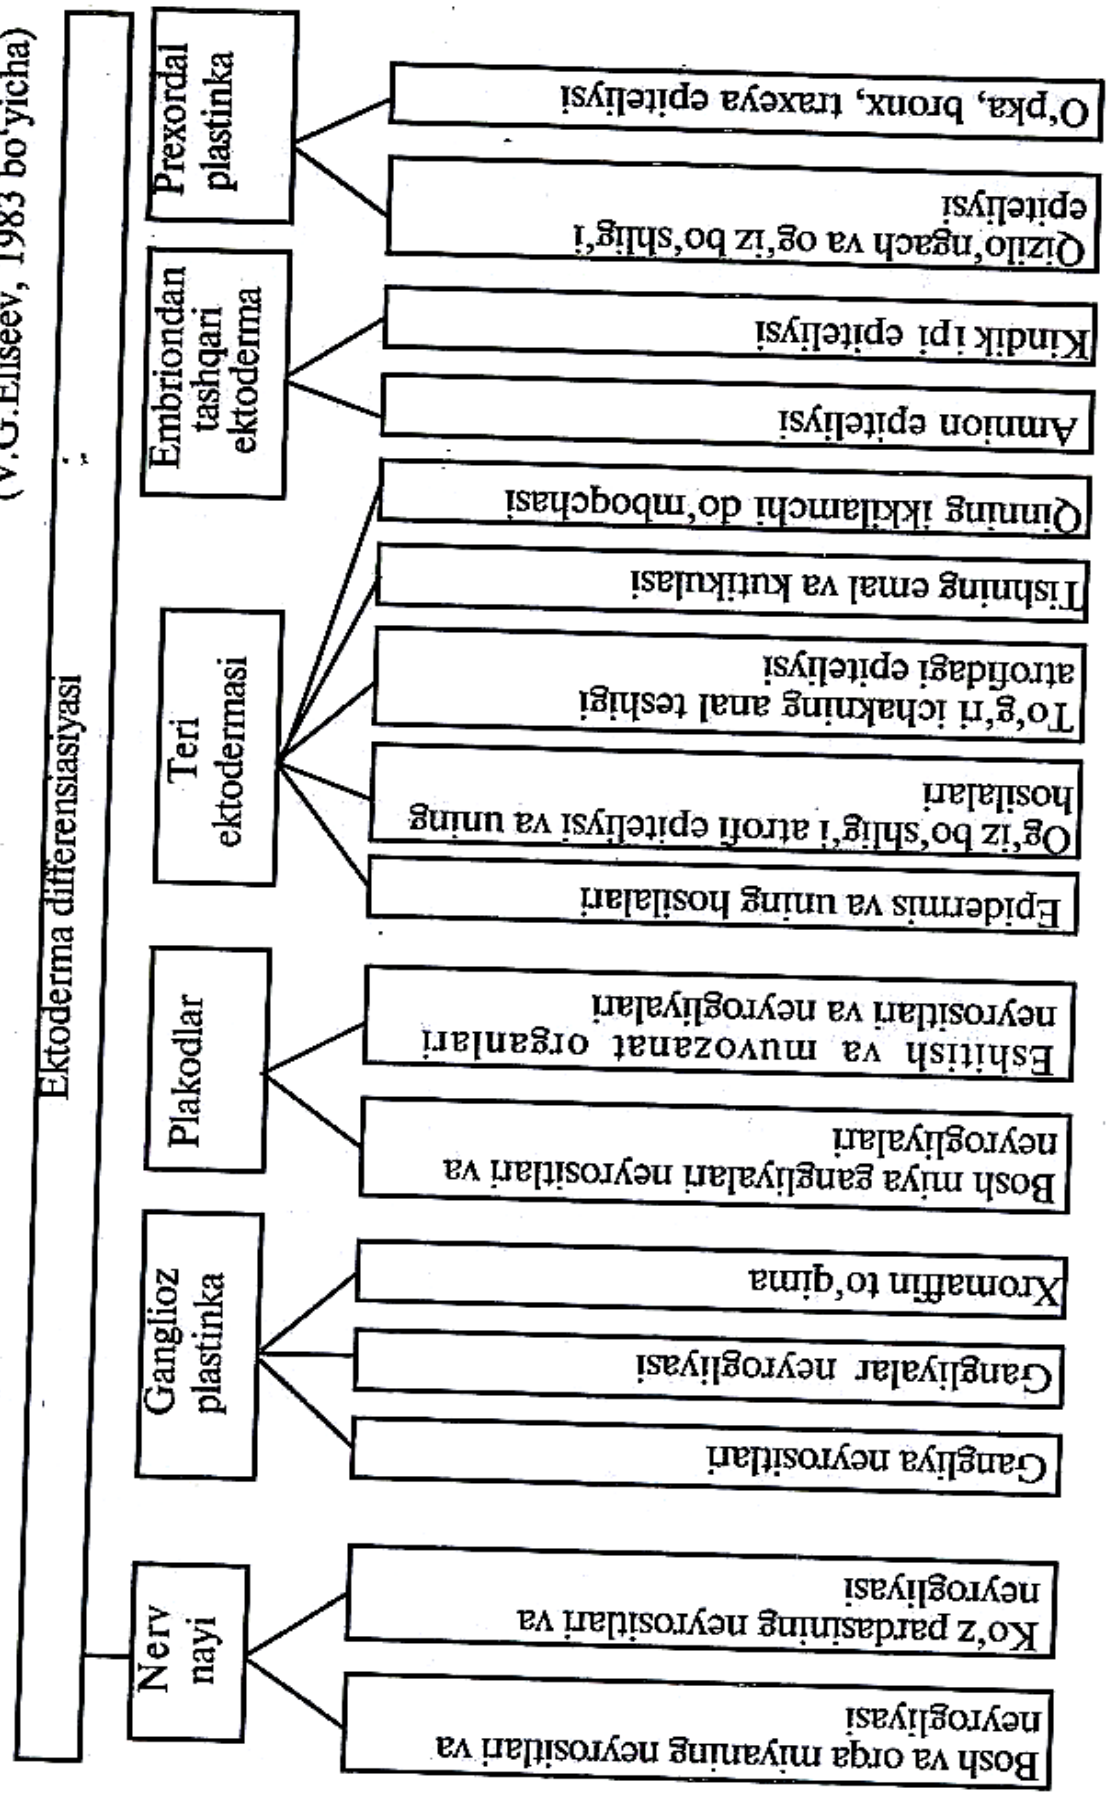 (V.G.Eliseev, 1983 bo‘yicha)
Ektoderma differensiasiyasi
Nerv
nayi
Bosh va orqa miyaning neyrositlari va
neyrogliyasi
Ko‘z pardasining neyrositlari va
neyrogliyasi
Ganglioz
plastinka
Gangliya neyrositlari
Gangliyalar neyrogliyasi
Xromaffin to‘qima
Plakodlar
Bosh miya gangliyalari neyrositlari va
neyrogliyalari
Eshitish va muvozanat organlari
neyrositlari va neyrogliyalari
Teri
ektodermasi
Epidermis va uning hosilalari
Og‘iz bo‘shlig‘i atrofi epiteliysi va uning
hosilalari
To‘g‘ri ichakning anal teshigi
atrofidagi epiteliysi
Tishning emal va kutikulasi
Qinning ikkilamchi do‘mboqchasi
Embriondan
tashqari
ektoderma
Amnion epiteliysi
Kindik ipi epiteliysi
Prexordal
plastinka
Qizilo‘ngach va og‘iz bo‘shlig‘i
epiteliysi
O‘pka, bronx, traxeya epiteliysi